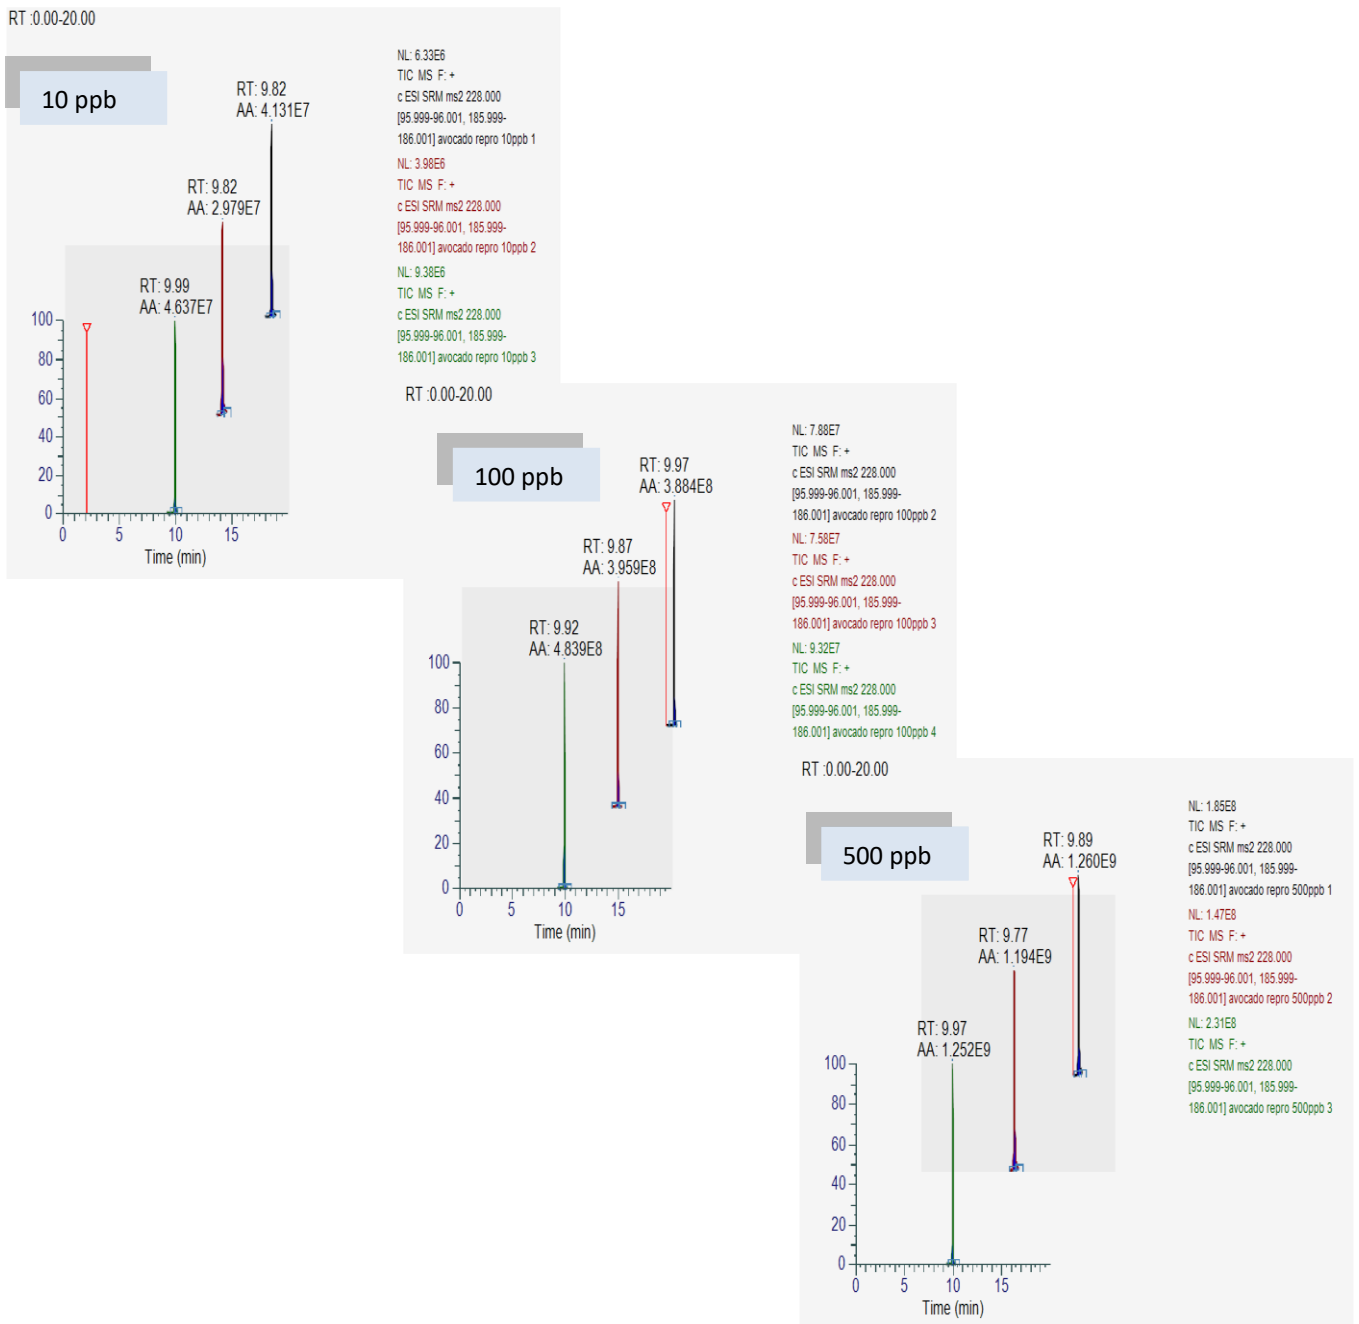 RT :0.00-20.00
10 ppb
RT: 9.82
AA: 4.131E7
RT: 9.82
AA: 2.979E7
RT: 9.99
AA: 4.637E7
100
80
60
40
20
0
0 5 10 15
Time (min)
NL: 6.33E6
TIC MS F: +
c ESI SRM ms2 228.000
[95.999-96.001, 185.999-
186.001] avocado repro 10ppb 1
NL: 3.98E6
TIC MS F: +
c ESI SRM ms2 228.000
[95.999-96.001, 185.999-
186.001] avocado repro 10ppb 2
NL: 9.38E6
TIC MS F: +
c ESI SRM ms2 228.000
[95.999-96.001, 185.999-
186.001] avocado repro 10ppb 3
RT :0.00-20.00
100 ppb
RT: 9.97
AA: 3.884E8
RT: 9.87
AA: 3.959E8
RT: 9.92
AA: 4.839E8
100
80
60
40
20
0
0 5 10 15
Time (min)
NL: 7.88E7
TIC MS F: +
c ESI SRM ms2 228.000
[95.999-96.001, 185.999-
186.001] avocado repro 100ppb 2
NL: 7.58E7
TIC MS F: +
c ESI SRM ms2 228.000
[95.999-96.001, 185.999-
186.001] avocado repro 100ppb 3
NL: 9.32E7
TIC MS F: +
c ESI SRM ms2 228.000
[95.999-96.001, 185.999-
186.001] avocado repro 100ppb 4
RT :0.00-20.00
500 ppb
RT: 9.89
AA: 1.260E9
RT: 9.77
AA: 1.194E9
RT: 9.97
AA: 1.252E9
100
80
60
40
20
0
0 5 10 15
Time (min)
NL: 1.85E8
TIC MS F: +
c ESI SRM ms2 228.000
[95.999-96.001, 185.999-
186.001] avocado repro 500ppb 1
NL: 1.47E8
TIC MS F: +
c ESI SRM ms2 228.000
[95.999-96.001, 185.999-
186.001] avocado repro 500ppb 2
NL: 2.31E8
TIC MS F: +
c ESI SRM ms2 228.000
[95.999-96.001, 185.999-
186.001] avocado repro 500ppb 3